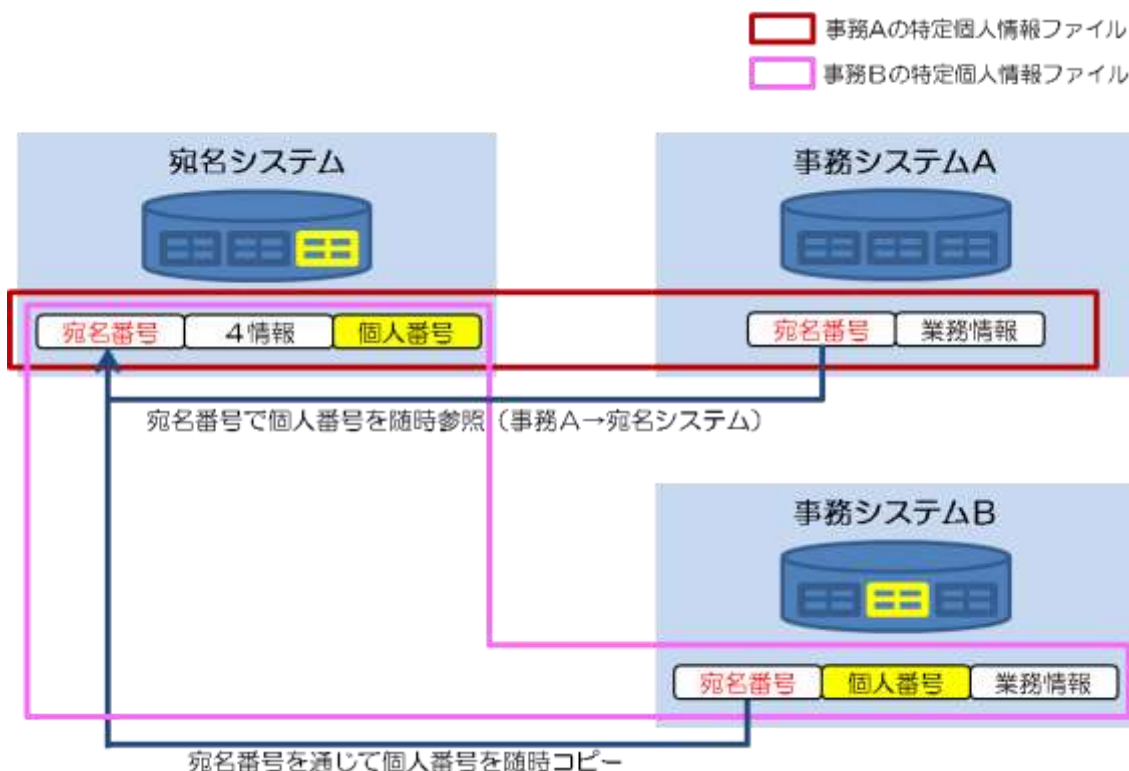 事務Aの特定個人情報ファイル
事務Bの特定個人情報ファイル
宛名システム
事務システムA
宛名番号 4情報 個人番号
宛名番号 業務情報
宛名番号で個人番号を随時参照(事務A→宛名システム)
事務システムB
宛名番号 個人番号 業務情報
宛名番号を通じて個人番号を随時コピー